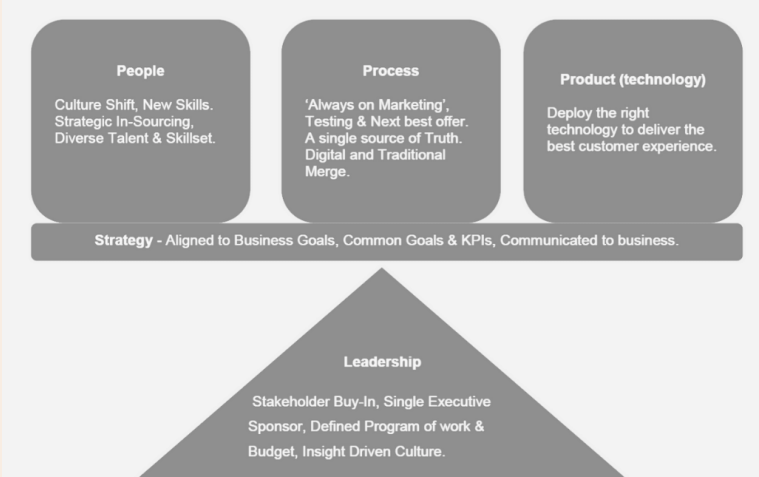 People
Culture Shift, New Skills.
Strategic In-Sourcing,
Diverse Talent & Skillset.
Process
‘Always on Marketing’,
Testing & Next best offer.
A single source of Truth.
Digital and Traditional
Merge.
Product (technology)
Deploy the right
technology to deliver the
best customer experience.
Strategy - Aligned to Business Goals, Common Goals & KPIs, Communicated to business.
Leadership
Stakeholder Buy-In, Single Executive
Sponsor, Defined Program of work &
Budget, Insight Driven Culture.